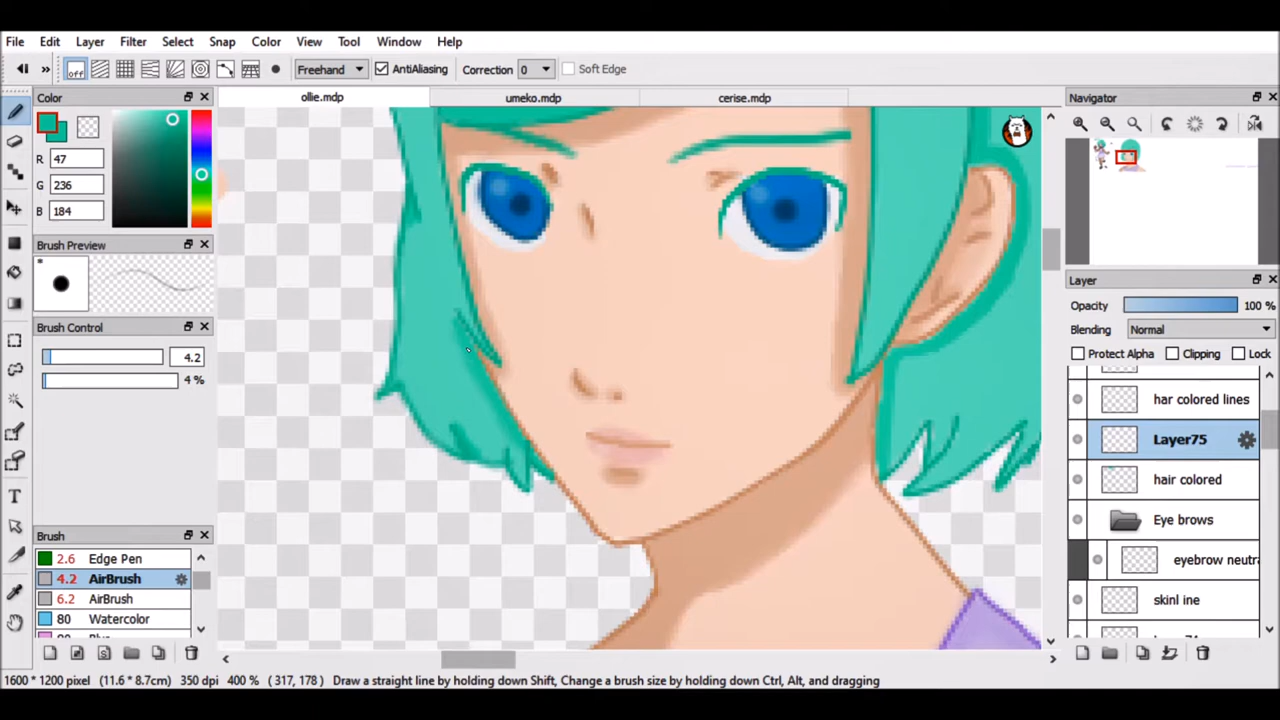 File Edit Layer Filter Select Snap Color View Tool Window Help
off Freehand AntiAliasing Correction 0 Soft Edge
Color
R 47
G 236
B 184
Brush Preview
Brush Control
4.2
4 %
Brush
2.6 Edge Pen
4.2 AirBrush
6.2 AirBrush
80 Watercolor
ollie.mdp umeko.mdp cerise.mdp
Navigator
Layer
Opacity 100 %
Blending Normal
Protect Alpha Clipping Lock
har colored lines
Layer75
hair colored
Eye brows
eyebrow neutra
skinl ine
1600 * 1200 pixel (11.6 * 8.7cm) 350 dpi 400 % ( 317, 178 ) Draw a straight line by holding down Shift, Change a brush size by holding down Ctrl, Alt, and dragging